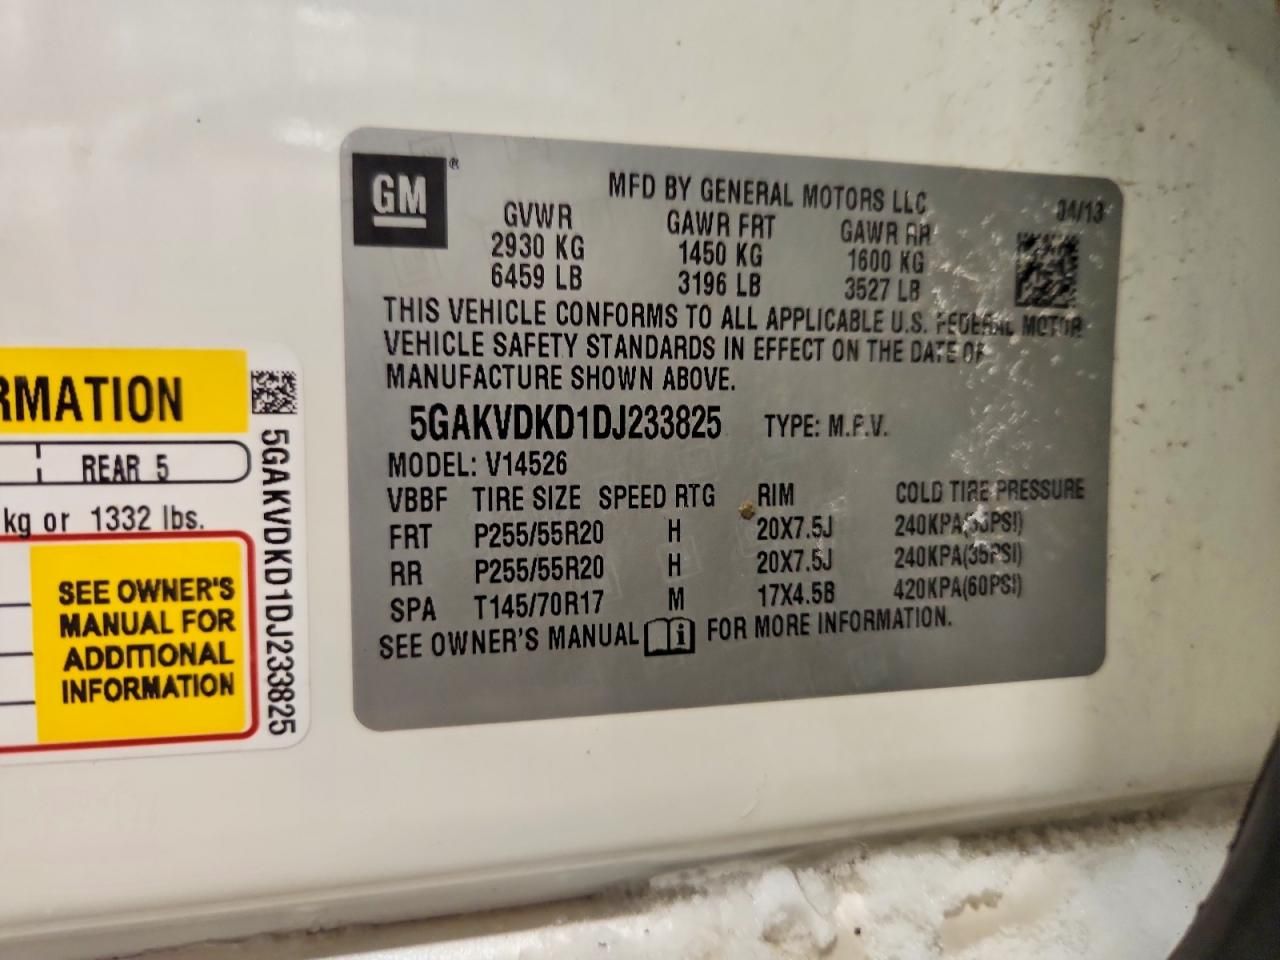 GM
®
MFD BY GENERAL MOTORS LLC
04/13
GVWR GAWR FRT GAWR RR
2930 KG 1450 KG 1600 KG
6459 LB 3196 LB 3527 LB
THIS VEHICLE CONFORMS TO ALL APPLICABLE U.S. FEDERAL MOTOR
VEHICLE SAFETY STANDARDS IN EFFECT ON THE DATE OF
MANUFACTURE SHOWN ABOVE.
5GAKVDKD1DJ233825 TYPE: M.P.V.
MODEL: V14526
VBBF TIRE SIZE SPEED RTG RIM COLD TIRE PRESSURE
FRT P255/55R20 H 20X7.5J 240KPA(35PSI)
RR P255/55R20 H 20X7.5J 240KPA(35PSI)
SPA T145/70R17 M 17X4.5B 420KPA(60PSI)
SEE OWNER'S MANUAL i FOR MORE INFORMATION.
RMATION
REAR 5
kg or 1332 lbs.
SEE OWNER'S
MANUAL FOR
ADDITIONAL
INFORMATION
5GAKVDKD1DJ233825